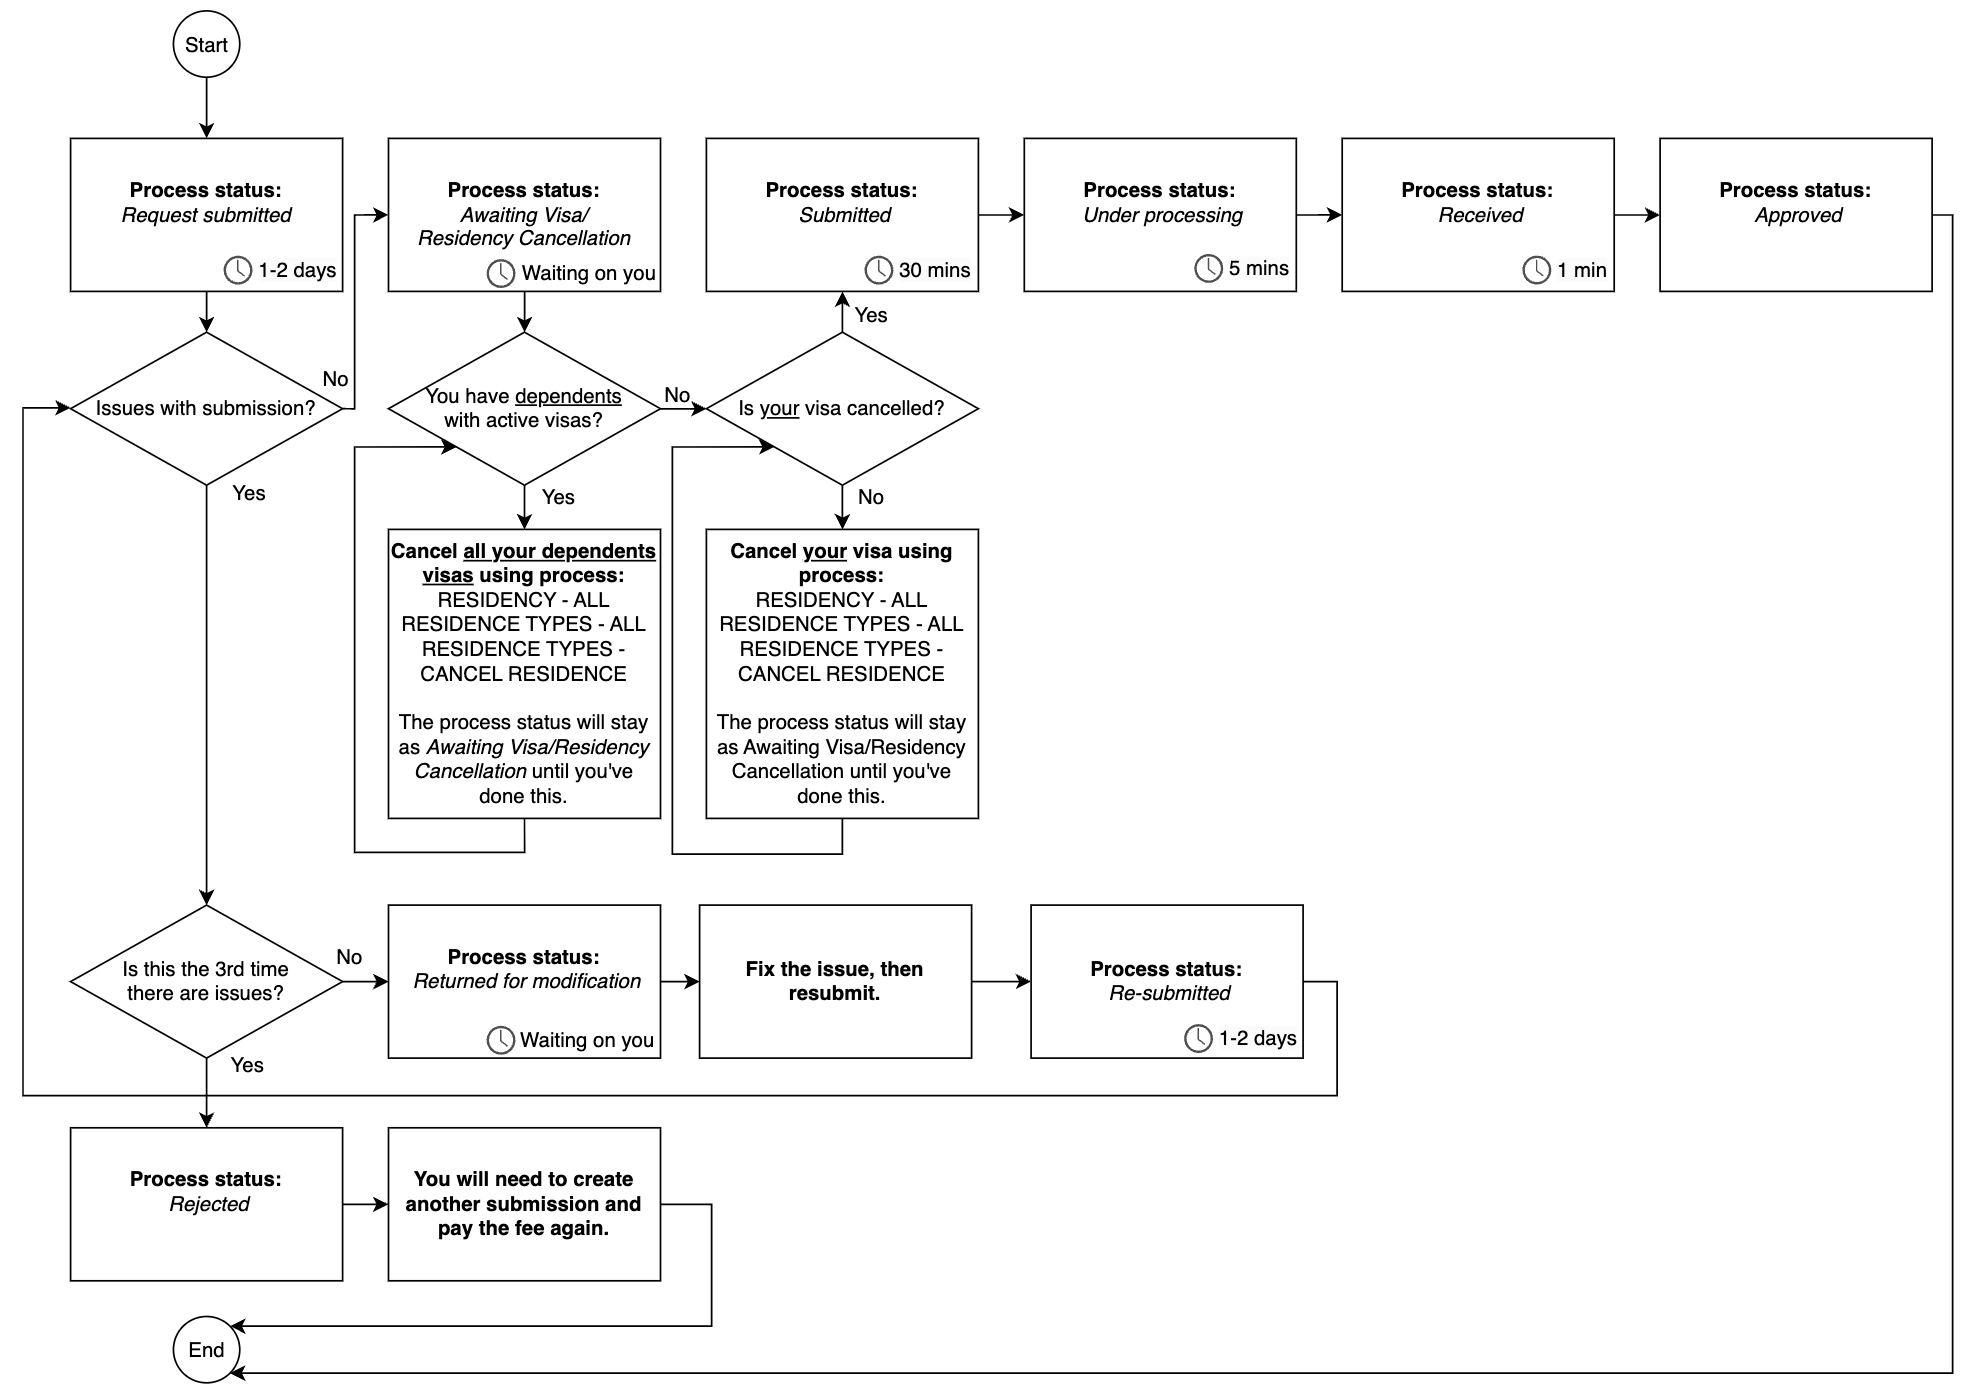 Start
Process status:
Request submitted
1-2 days
Process status:
Awaiting Visa/
Residency Cancellation
Waiting on you
Process status:
Submitted
30 mins
Process status:
Under processing
5 mins
Process status:
Received
1 min
Process status:
Approved
Issues with submission?
No
Yes
You have dependents
with active visas?
No
Yes
Is your visa cancelled?
Yes
No
Cancel all your dependents
visas using process:
RESIDENCY - ALL
RESIDENCE TYPES - ALL
RESIDENCE TYPES -
CANCEL RESIDENCE
The process status will stay
as Awaiting Visa/Residency
Cancellation until you've
done this.
Cancel your visa using
process:
RESIDENCY - ALL
RESIDENCE TYPES - ALL
RESIDENCE TYPES -
CANCEL RESIDENCE
The process status will stay
as Awaiting Visa/Residency
Cancellation until you've
done this.
Is this the 3rd time
there are issues?
No
Yes
Process status:
Returned for modification
Waiting on you
Fix the issue, then
resubmit.
Process status:
Re-submitted
1-2 days
Process status:
Rejected
You will need to create
another submission and
pay the fee again.
End